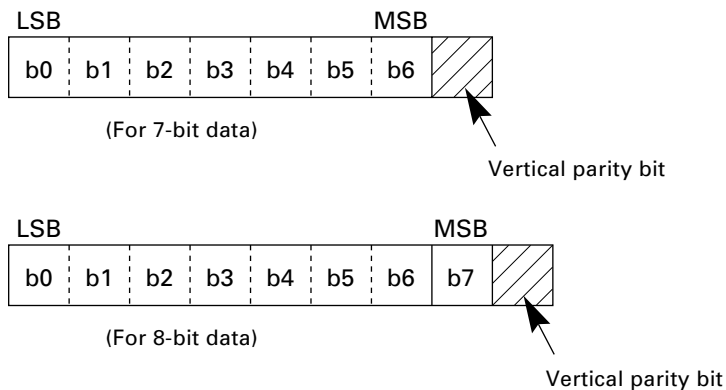 LSB MSB
b0 b1 b2 b3 b4 b5 b6
(For 7-bit data)
Vertical parity bit
LSB MSB
b0 b1 b2 b3 b4 b5 b6 b7
(For 8-bit data)
Vertical parity bit